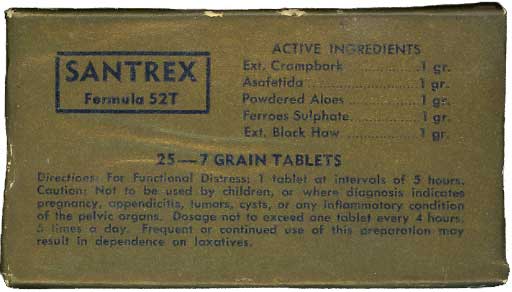 SANTREX
Formula 52T
ACTIVE INGREDIENTS
Ext. Crampbark ............ 1 gr.
Asafetida ............ 1 gr.
Powdered Aloes ............ 1 gr.
Ferroes Sulphate ............ 1 gr.
Ext. Black Haw ............ 1 gr.
25—7 GRAIN TABLETS
Directions: For Functional Distress: 1 tablet at intervals of 5 hours.
Caution: Not to be used by children, or where diagnosis indicates
pregnancy, appendicitis, tumors, cysts, or any inflammatory condition
of the pelvic organs. Dosage not to exceed one tablet every 4 hours,
5 times a day. Frequent or continued use of this preparation may
result in dependence on laxatives.